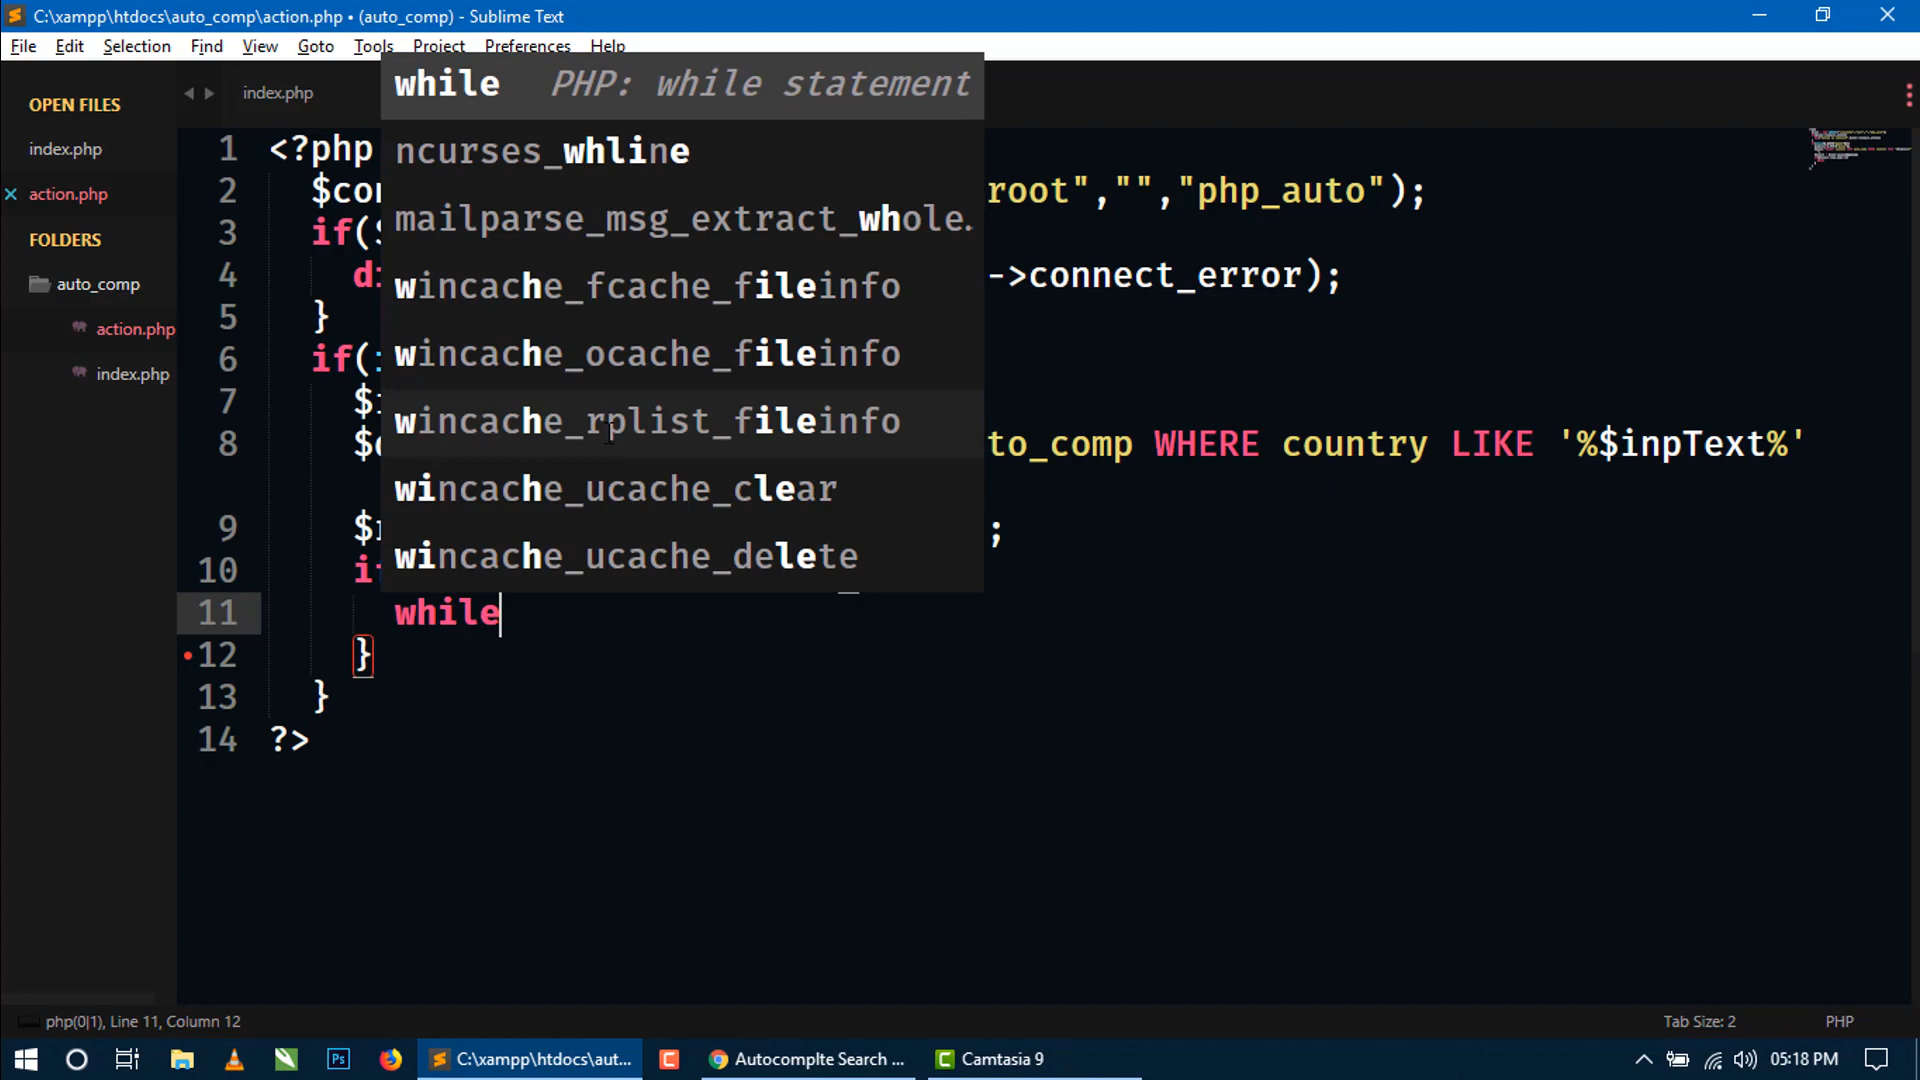 C:\xampp\htdocs\auto_comp\action.php • (auto_comp) - Sublime Text
File Edit Selection Find View Goto Tools Project Preferences Help
OPEN FILES
index.php
action.php
FOLDERS
auto_comp
action.php
index.php
index.php
while PHP: while statement
ncurses_whline
mailparse_msg_extract_whole.
wincache_fcache_fileinfo
wincache_ocache_fileinfo
wincache_rplist_fileinfo
wincache_ucache_clear
wincache_ucache_delete
1 <?php
2 $con root","","php_auto");
3 if($
4 di ->connect_error);
5 }
6 if(
7 $
8 $ to_comp WHERE country LIKE '%$inpText%'
9 $ ;
10 i
11 while
12 }
13 }
14 ?>
php(0|1), Line 11, Column 12 Tab Size: 2 PHP
C:\xampp\htdocs\aut... Autocomplte Search ... Camtasia 9 05:18 PM